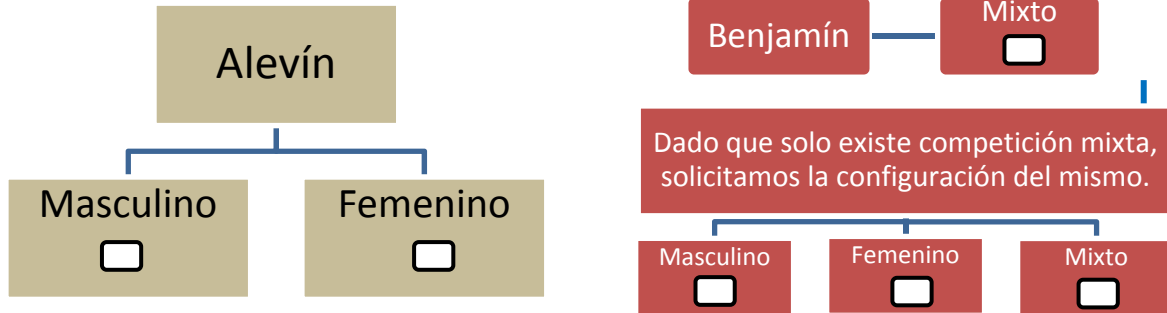 Alevín
Masculino
Femenino
Benjamín
Mixto
Dado que solo existe competición mixta,
solicitamos la configuración del mismo.
Masculino
Femenino
Mixto